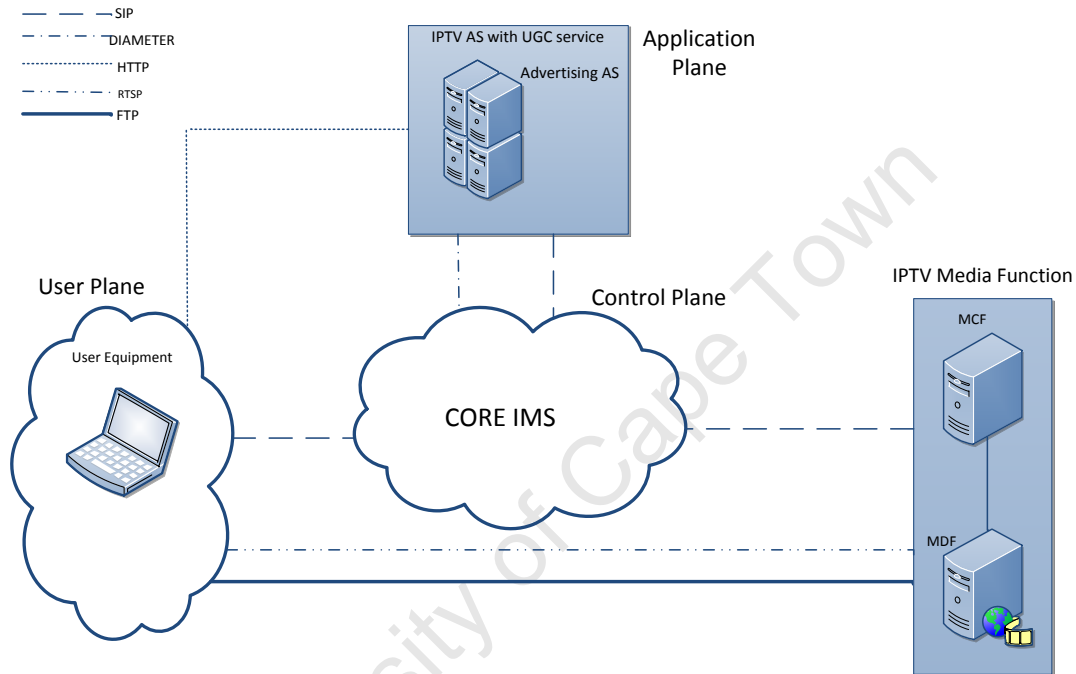 SIP
DIAMETER
HTTP
RTSP
FTP
IPTV AS with UGC service
Advertising AS
Application
Plane
User Plane
User Equipment
Control Plane
CORE IMS
IPTV Media Function
MCF
MDF
sity of Cape Town